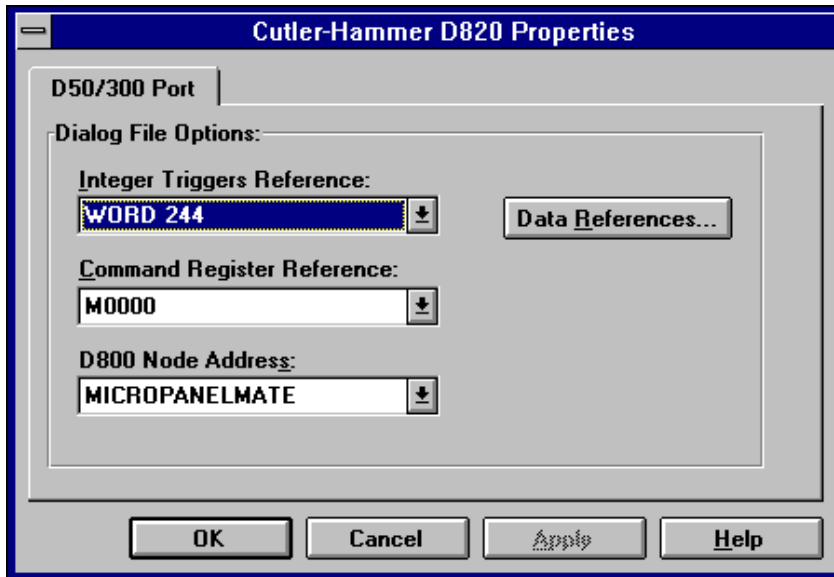 Cutler-Hammer D820 Properties
D50/300 Port
Dialog File Options:
Integer Triggers Reference:
WORD 244
Data References...
Command Register Reference:
M0000
D800 Node Address:
MICROPANELMATE
OK Cancel Apply Help